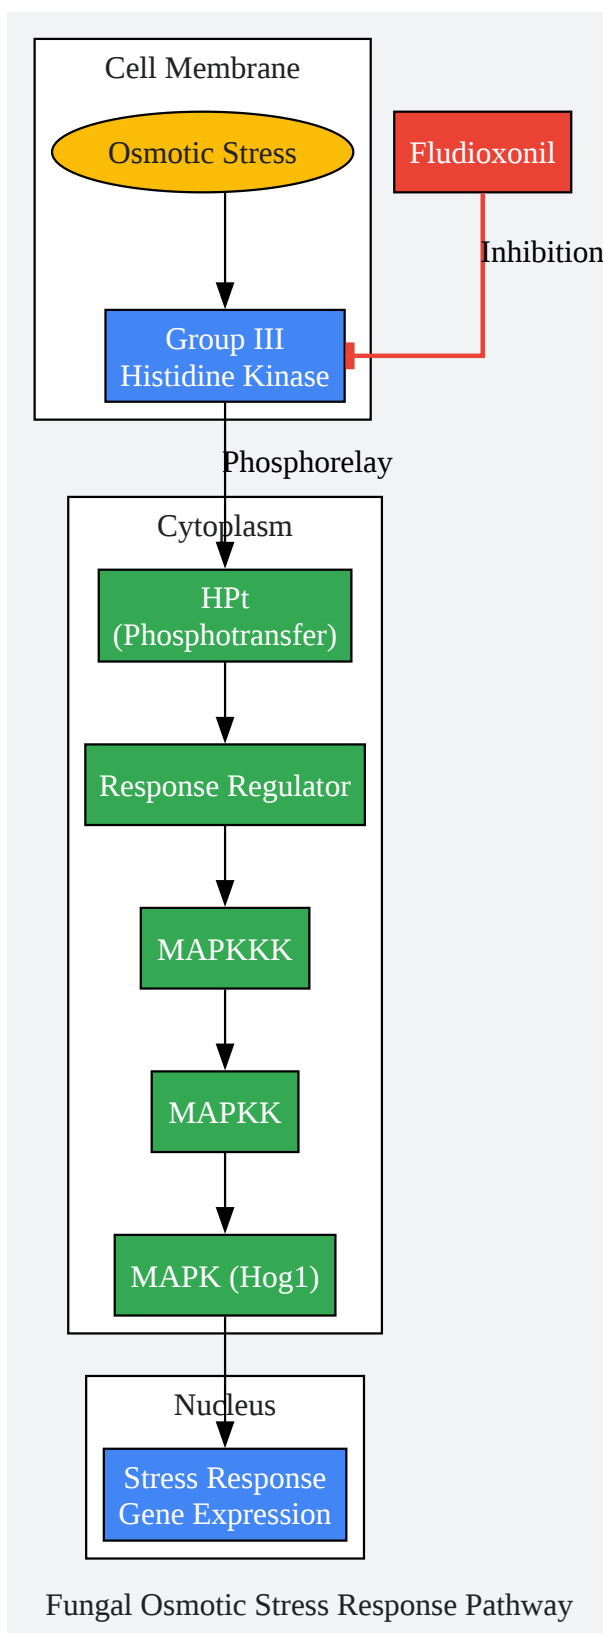 Cell Membrane
Osmotic Stress
Fludioxonil
Inhibition
Group III
Histidine Kinase
Phosphorelay
Cytoplasm
HPt
(Phosphotransfer)
Response Regulator
MAPKKK
MAPKK
MAPK (Hog1)
Nucleus
Stress Response
Gene Expression
Fungal Osmotic Stress Response Pathway